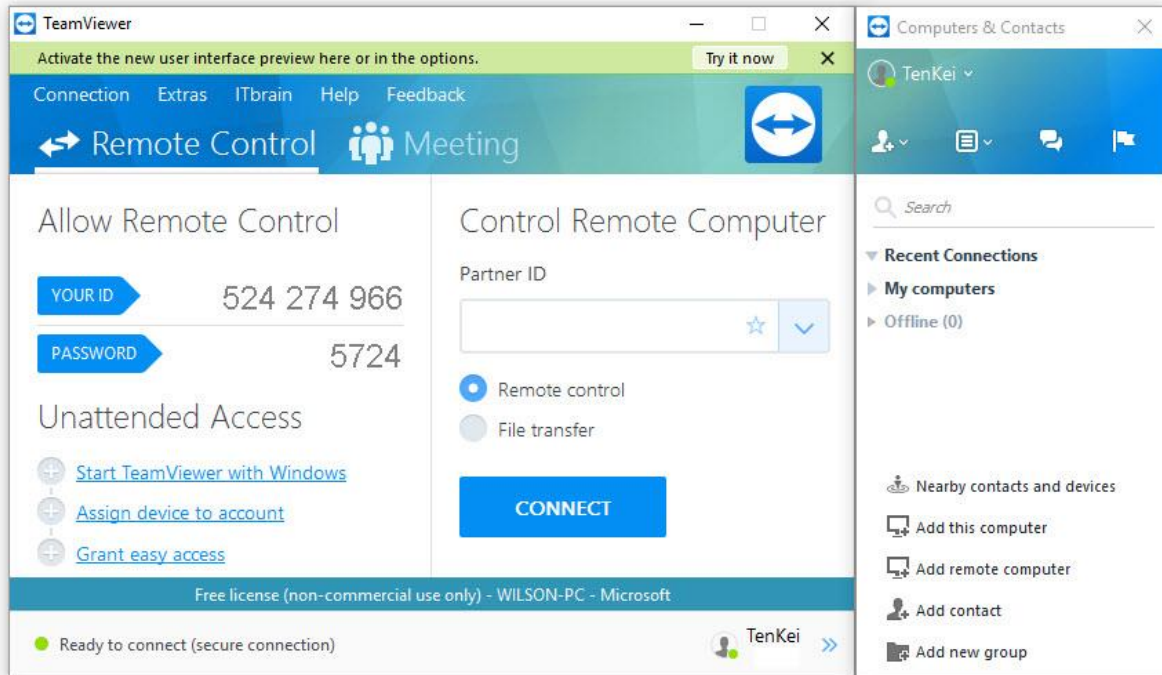 TeamViewer
Activate the new user interface preview here or in the options.
Try it now
Connection Extras ITbrain Help Feedback
Remote Control Meeting
Allow Remote Control
YOUR ID 524 274 966
PASSWORD 5724
Unattended Access
Start TeamViewer with Windows
Assign device to account
Grant easy access
Control Remote Computer
Partner ID
Remote control
File transfer
CONNECT
Free license (non-commercial use only) - WILSON-PC - Microsoft
Ready to connect (secure connection)
TenKei
Computers & Contacts
TenKei
Search
Recent Connections
My computers
Offline (0)
Nearby contacts and devices
Add this computer
Add remote computer
Add contact
Add new group